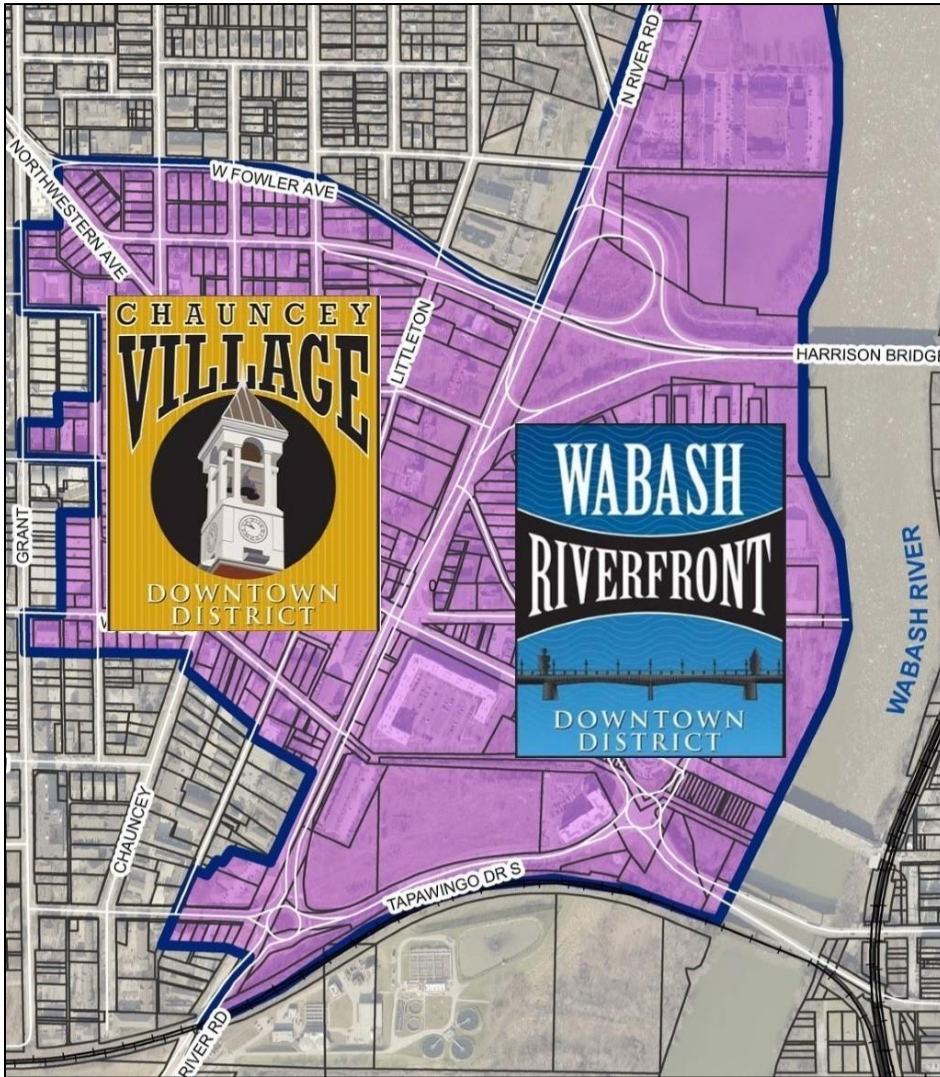 N RIVER RD
NORTHWESTERN AVE
W FOWLER AVE
CHAUNCEY
VILLAGE
DOWNTOWN
DISTRICT
LITTLETON
HARRISON BRIDGE
WABASH
RIVERFRONT
DOWNTOWN
DISTRICT
GRANT
W
WABASH RIVER
CHAUNCEY
TAPAWINGO DR S
RIVER RD